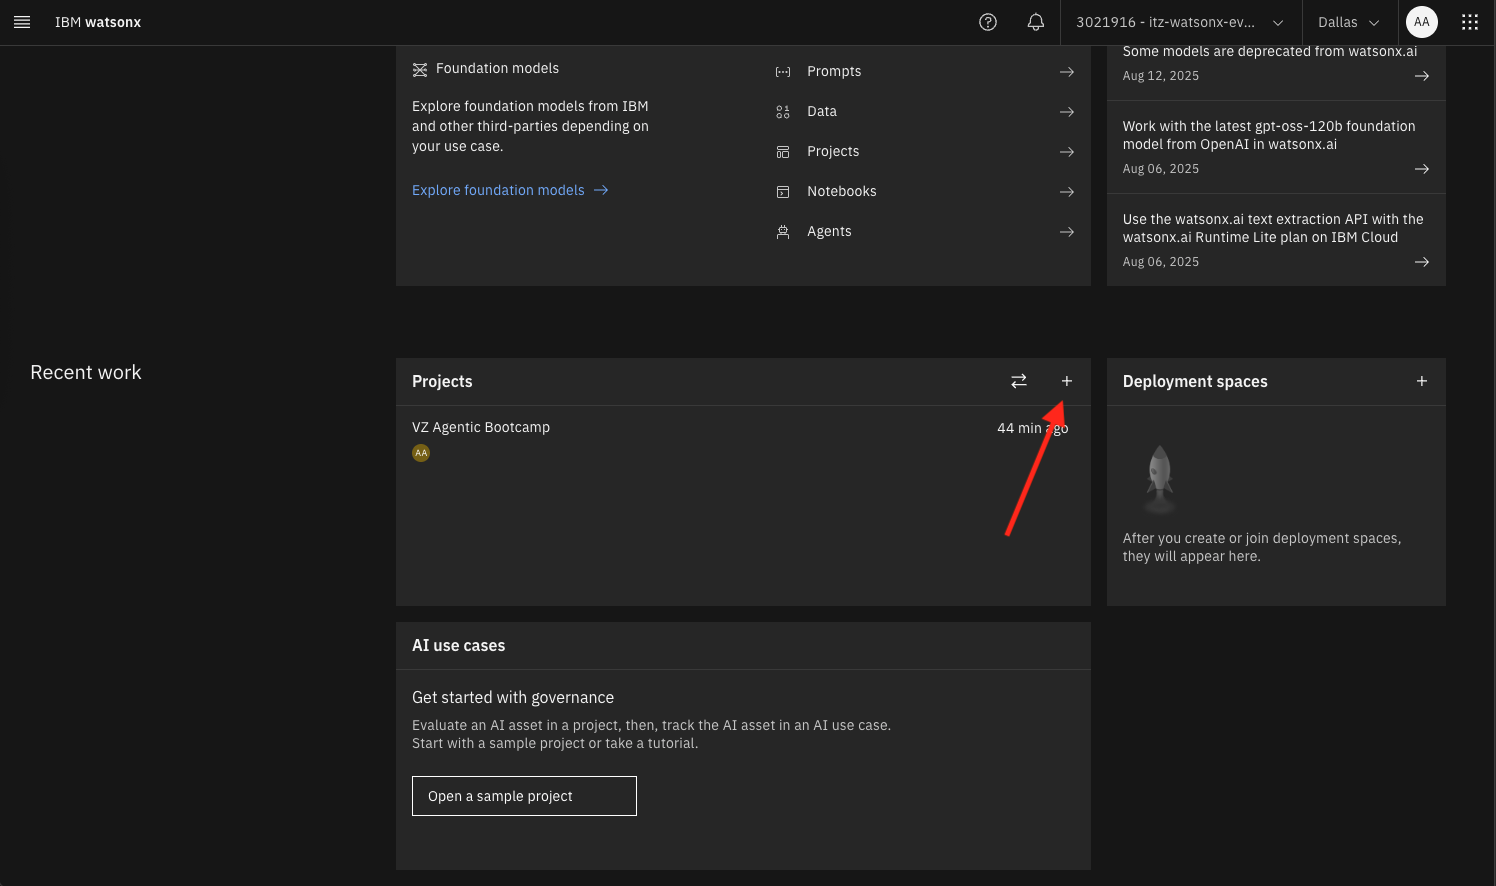 IBM watsonx
3021916 - itz-watsonx-ev...
Dallas
AA
Foundation models
Explore foundation models from IBM
and other third-parties depending on
your use case.
Explore foundation models
Prompts
Data
Projects
Notebooks
Agents
Some models are deprecated from watsonx.ai
Aug 12, 2025
Work with the latest gpt-oss-120b foundation
model from OpenAI in watsonx.ai
Aug 06, 2025
Use the watsonx.ai text extraction API with the
watsonx.ai Runtime Lite plan on IBM Cloud
Aug 06, 2025
Recent work
Projects
VZ Agentic Bootcamp
44 min ago
AA
Deployment spaces
After you create or join deployment spaces,
they will appear here.
AI use cases
Get started with governance
Evaluate an AI asset in a project, then, track the AI asset in an AI use case.
Start with a sample project or take a tutorial.
Open a sample project